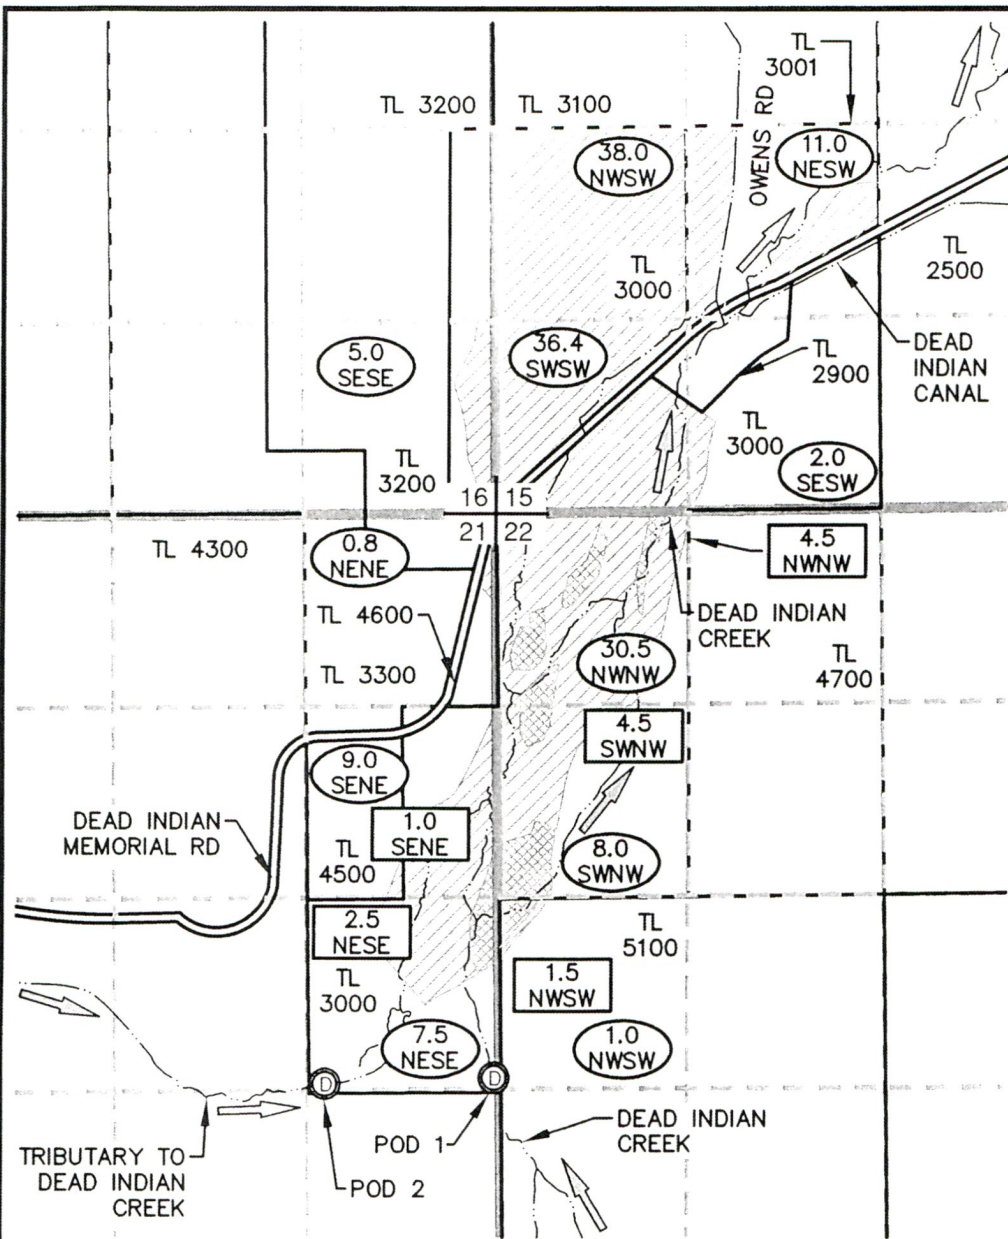 TL
3001
TL 3200
TL 3100
OWENS RD
38.0
NWSW
11.0
NESW
TL
3000
TL
2500
5.0
SESE
36.4
SWSW
TL
2900
DEAD
INDIAN
CANAL
TL
3000
TL
3200
2.0
SESW
16
15
21
22
TL 4300
0.8
NENE
4.5
NWNW
TL 4600
DEAD INDIAN
CREEK
30.5
NWNW
TL
4700
TL 3300
4.5
SWNW
9.0
SENE
DEAD INDIAN
MEMORIAL RD
1.0
SENE
TL
4500
8.0
SWNW
2.5
NESE
TL
5100
TL
3000
1.5
NWSW
7.5
NESE
1.0
NWSW
D
D
POD 1
DEAD INDIAN
CREEK
TRIBUTARY TO
DEAD INDIAN
CREEK
POD 2